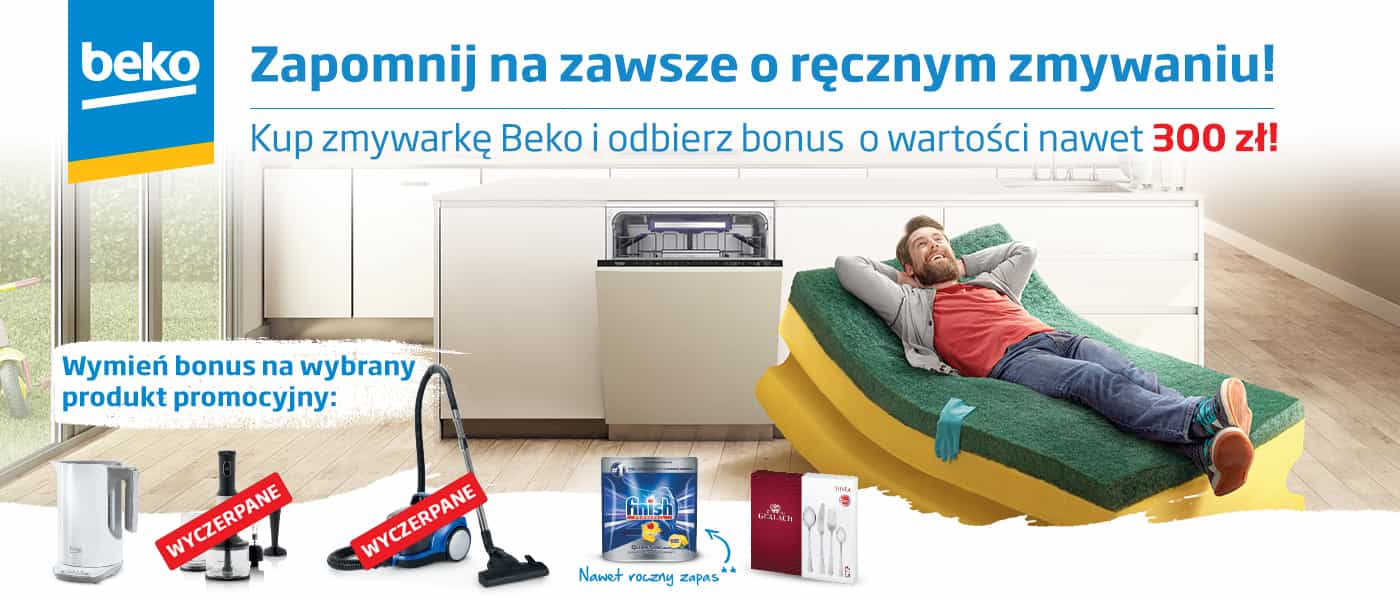 beko
Zapomnij na zawsze o ręcznym zmywaniu!
Kup zmywarkę Beko i odbierz bonus o wartości nawet 300 zł!
Wymień bonus na wybrany
produkt promocyjny:
WYCZERPANE
WYCZERPANE
#1
finish
Nawet roczny zapas**
GERLACH